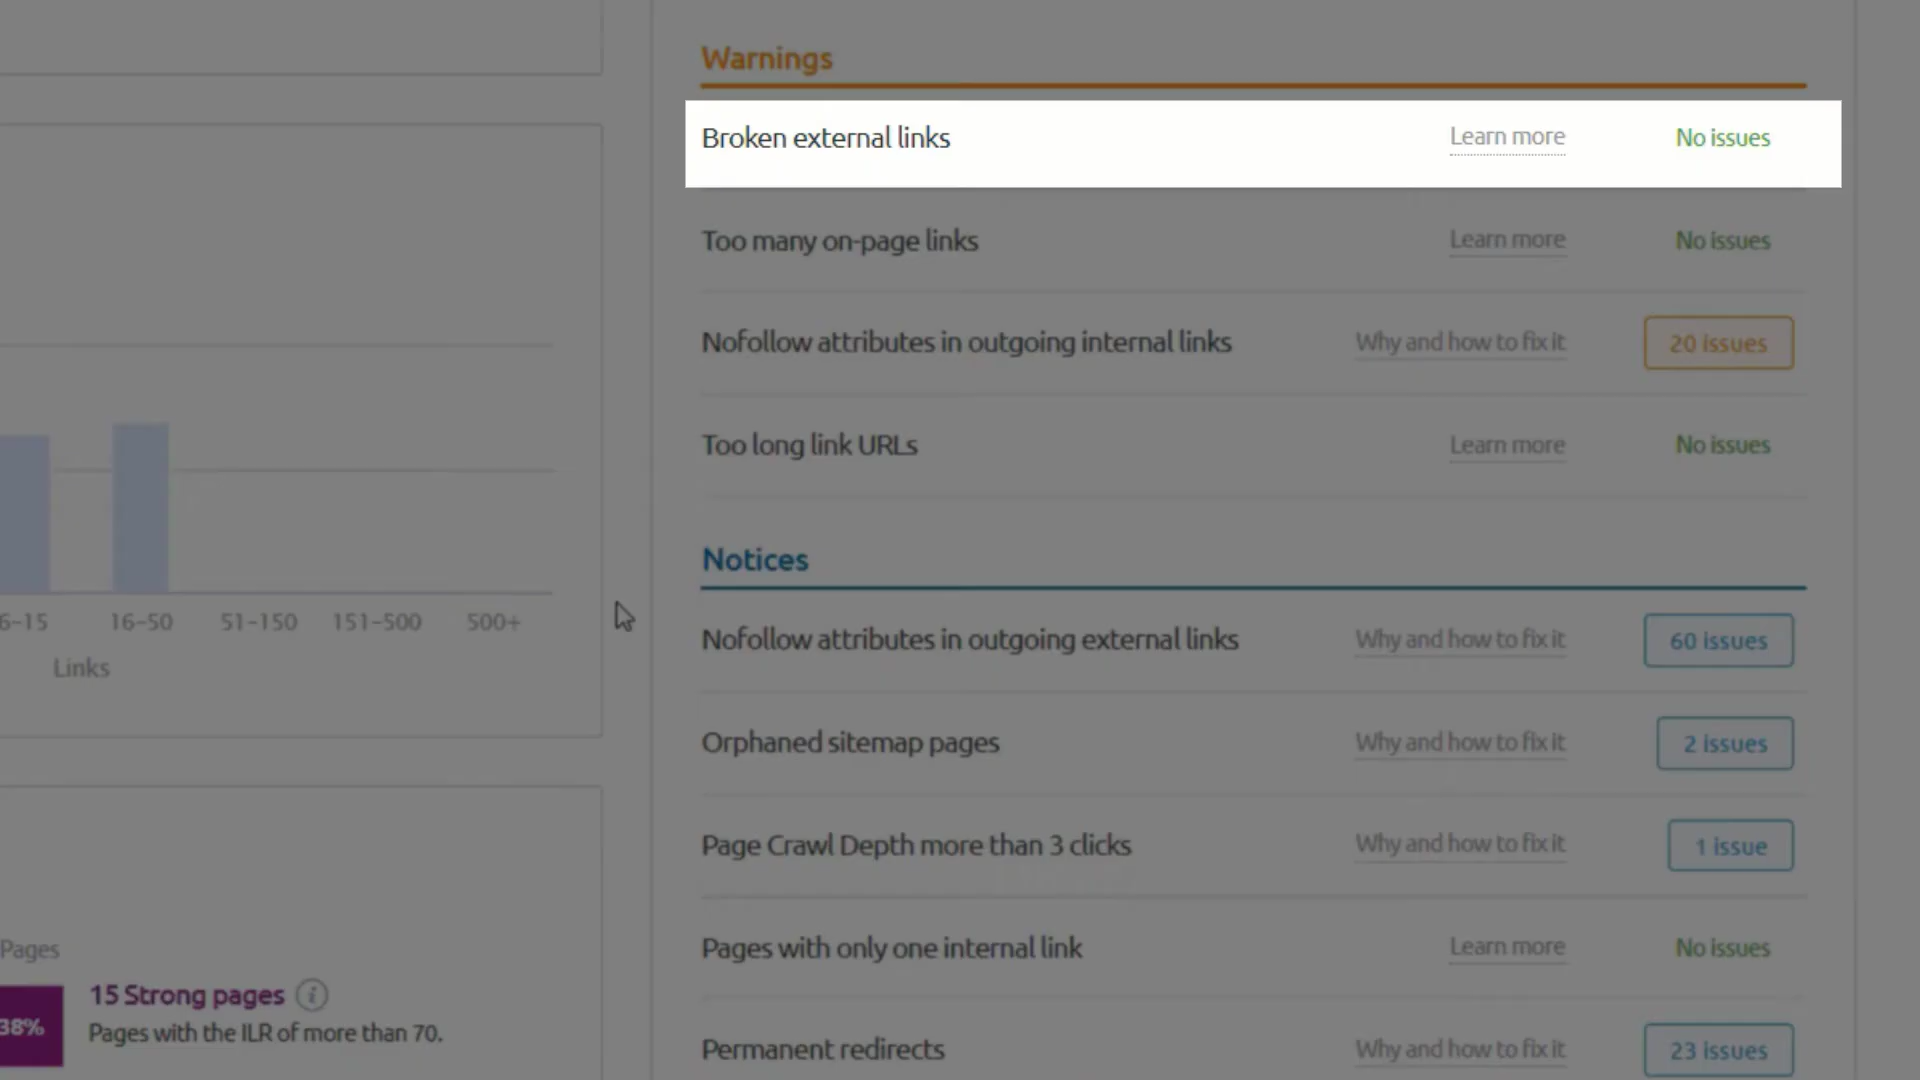 Warnings
Broken external links Learn more No issues
Too many on-page links Learn more No issues
Nofollow attributes in outgoing internal links Why and how to fix it 20 issues
Too long link URLs Learn more No issues
Notices
Nofollow attributes in outgoing external links Why and how to fix it 60 issues
Orphaned sitemap pages Why and how to fix it 2 issues
Page Crawl Depth more than 3 clicks Why and how to fix it 1 issue
Pages with only one internal link Learn more No issues
Permanent redirects Why and how to fix it 23 issues
6-15 16-50 51-150 151-500 500+
Links
Pages
38%
15 Strong pages i
Pages with the ILR of more than 70.